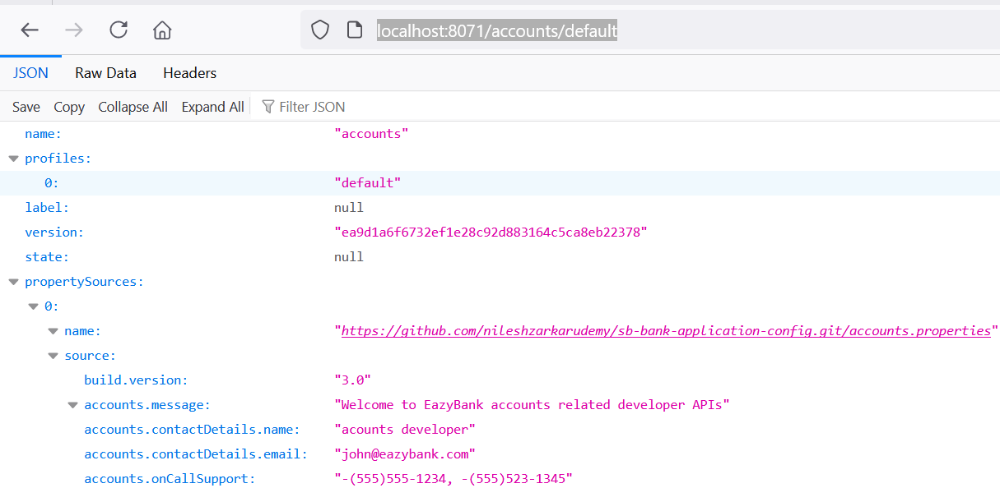 localhost:8071/accounts/default
JSON Raw Data Headers
Save Copy Collapse All Expand All Filter JSON
name: "accounts"
profiles:
0: "default"
label: null
version: "ea9d1a6f6732ef1e28c92d883164c5ca8eb22378"
state: null
propertySources:
0:
name: "https://github.com/nileshzarkarudemy/sb-bank-application-config.git/accounts.properties"
source:
build.version: "3.0"
accounts.message: "Welcome to EazyBank accounts related developer APIs"
accounts.contactDetails.name: "acounts developer"
accounts.contactDetails.email: "john@eazybank.com"
accounts.onCallSupport: "-(555)555-1234, -(555)523-1345"